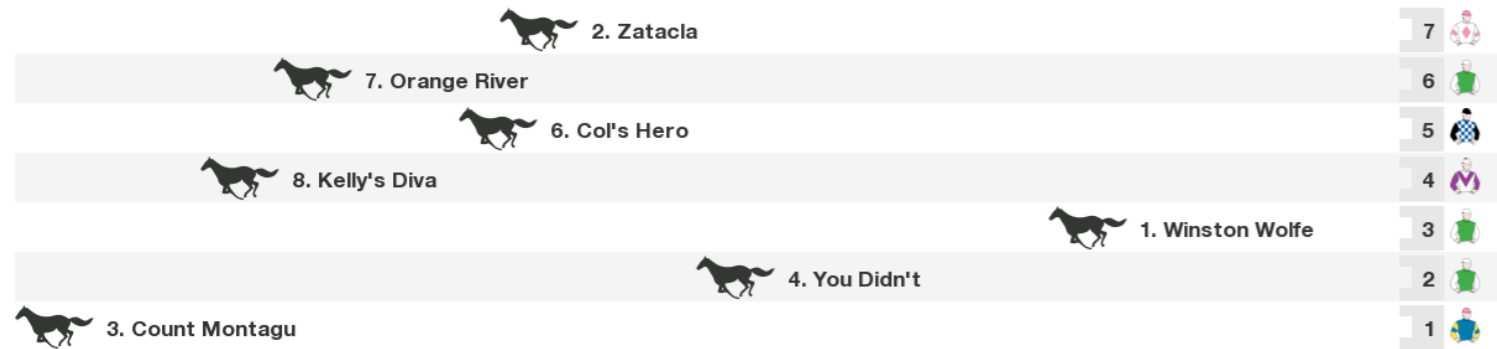 2. Zatacla 7
7. Orange River 6
6. Col's Hero 5
8. Kelly's Diva 4
1. Winston Wolfe 3
4. You Didn't 2
3. Count Montagu 1